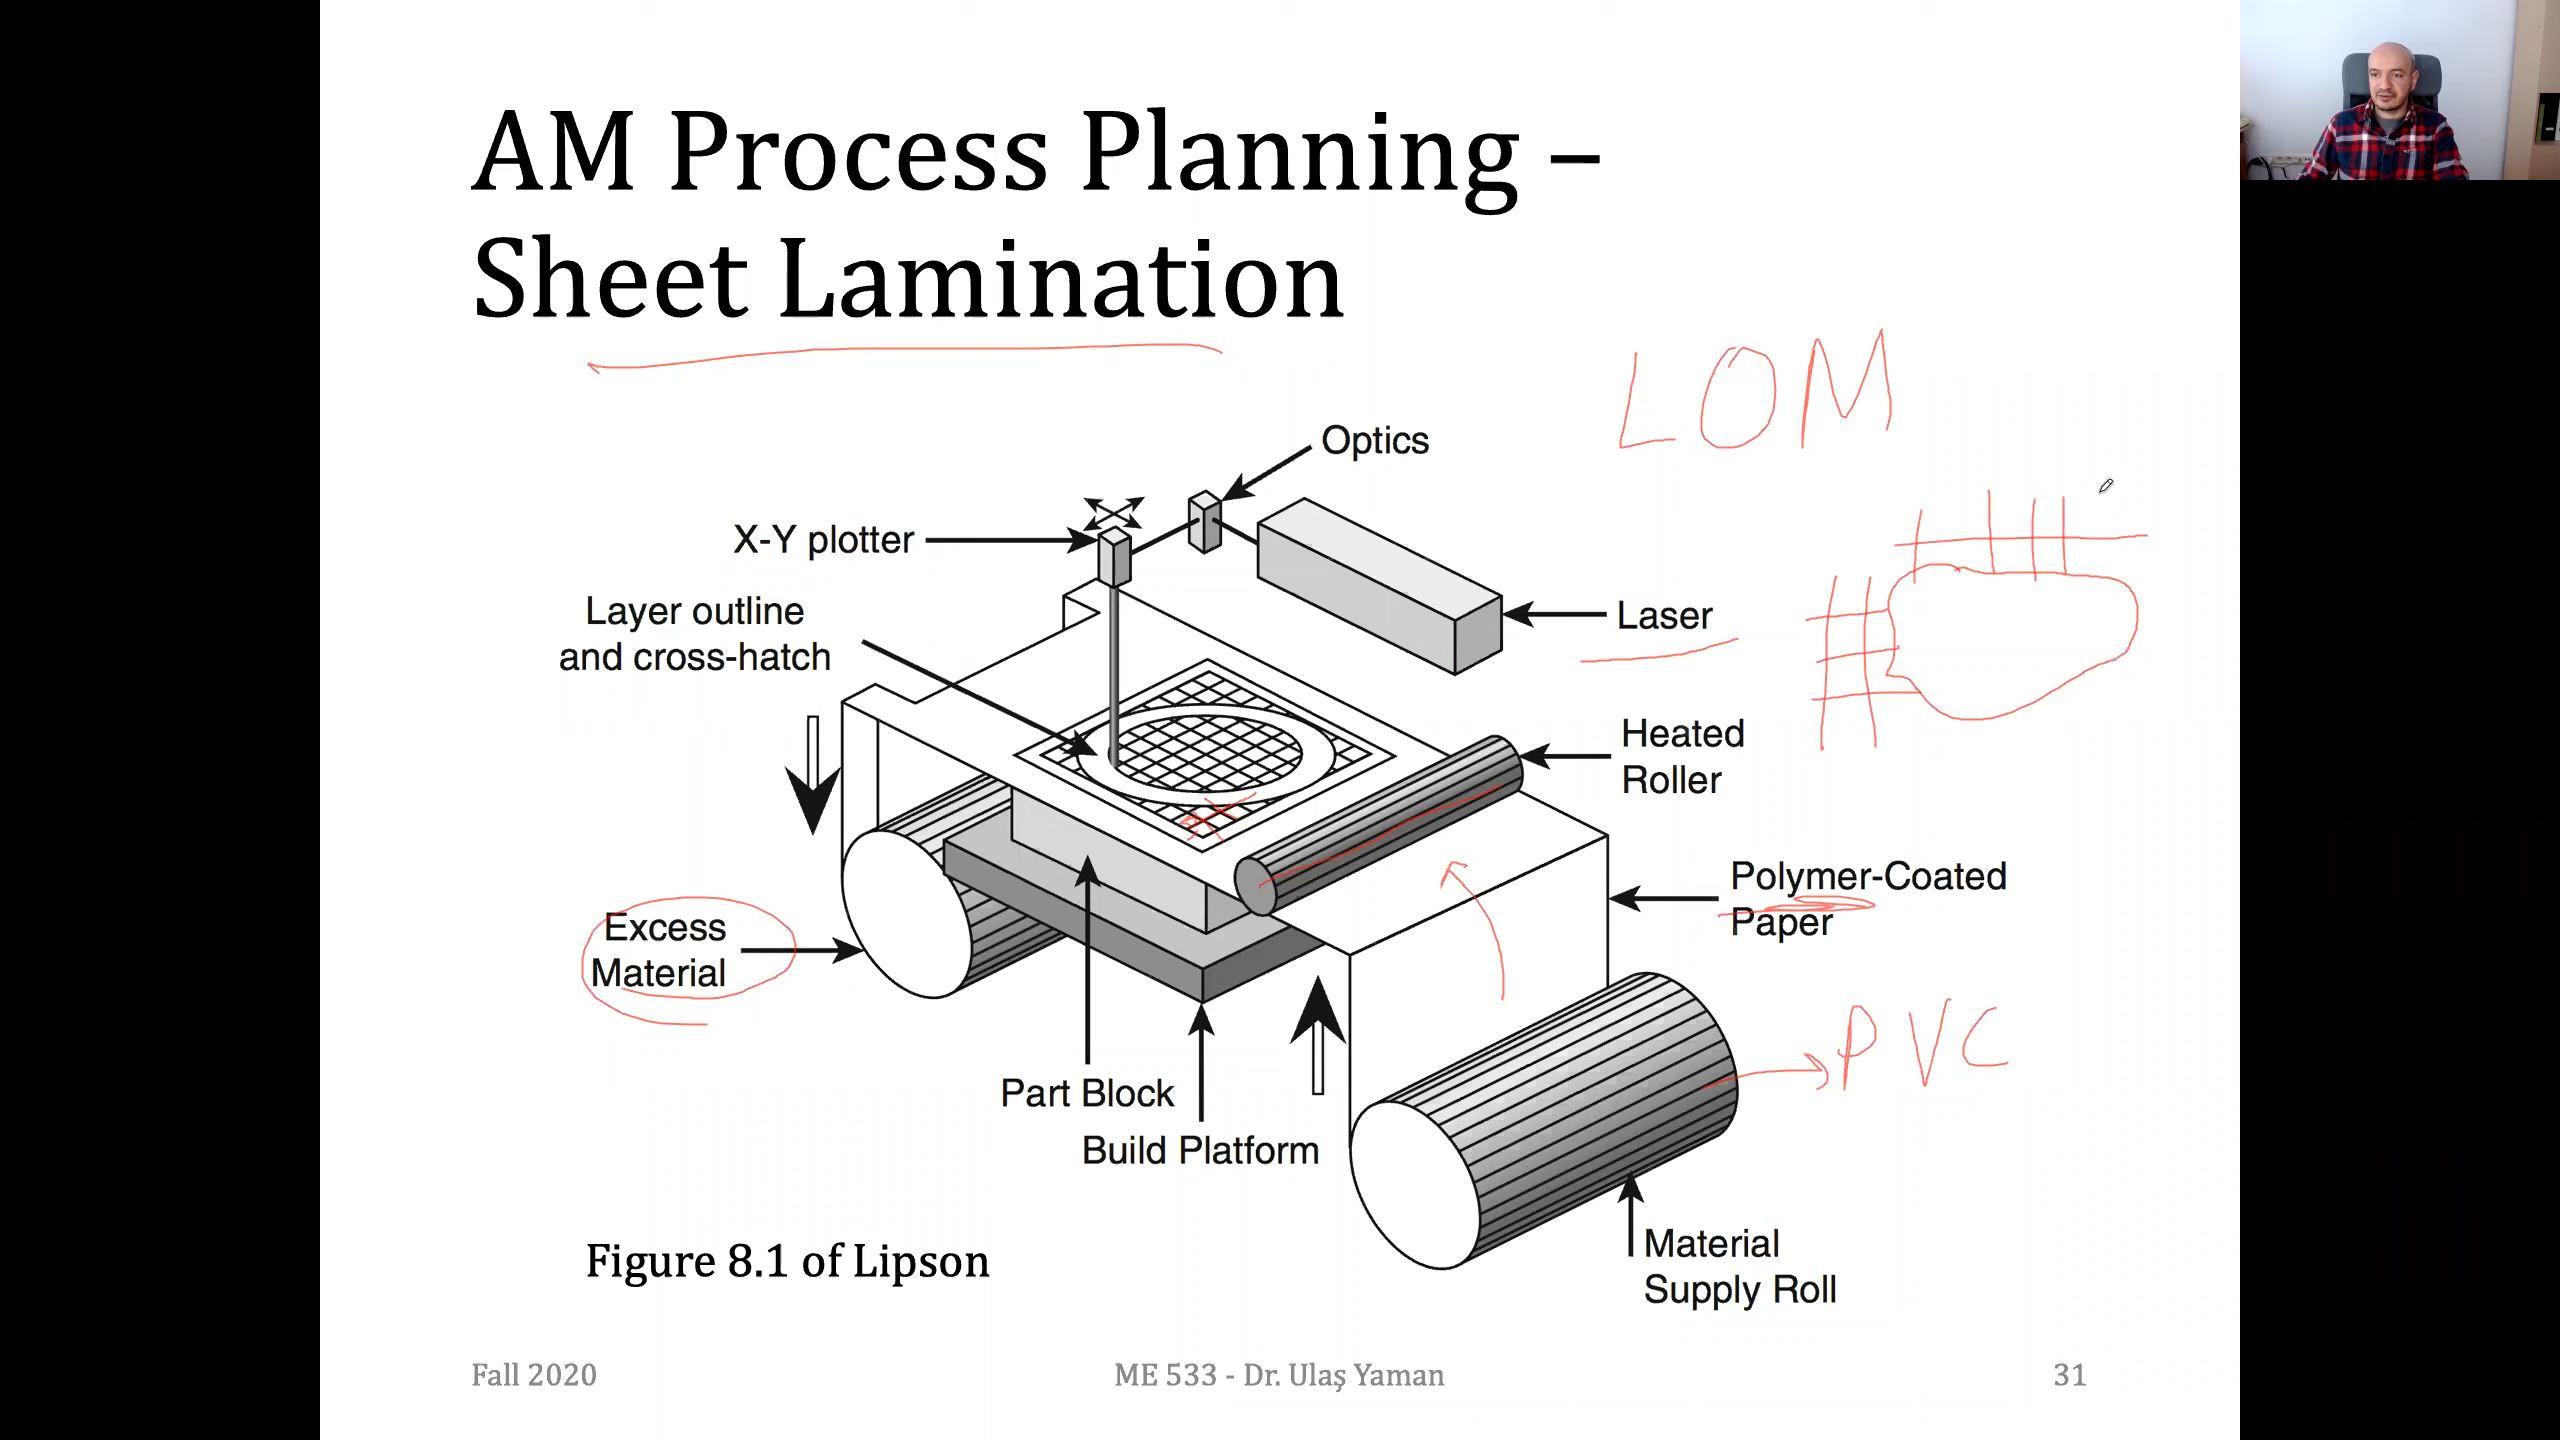 AM Process Planning –
Sheet Lamination
LOM
Optics
X-Y plotter
Layer outline
and cross-hatch
Laser
Heated
Roller
Polymer-Coated
Paper
Excess
Material
PVC
Part Block
Build Platform
Material
Supply Roll
Figure 8.1 of Lipson
Fall 2020
ME 533 - Dr. Ulaş Yaman
31